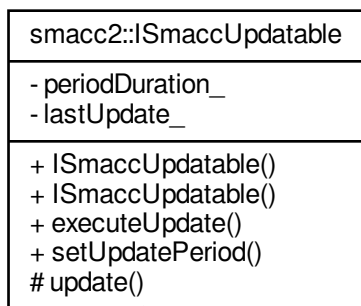 smacc2::ISmaccUpdatable
- periodDuration_
- lastUpdate_
+ ISmaccUpdatable()
+ ISmaccUpdatable()
+ executeUpdate()
+ setUpdatePeriod()
# update()